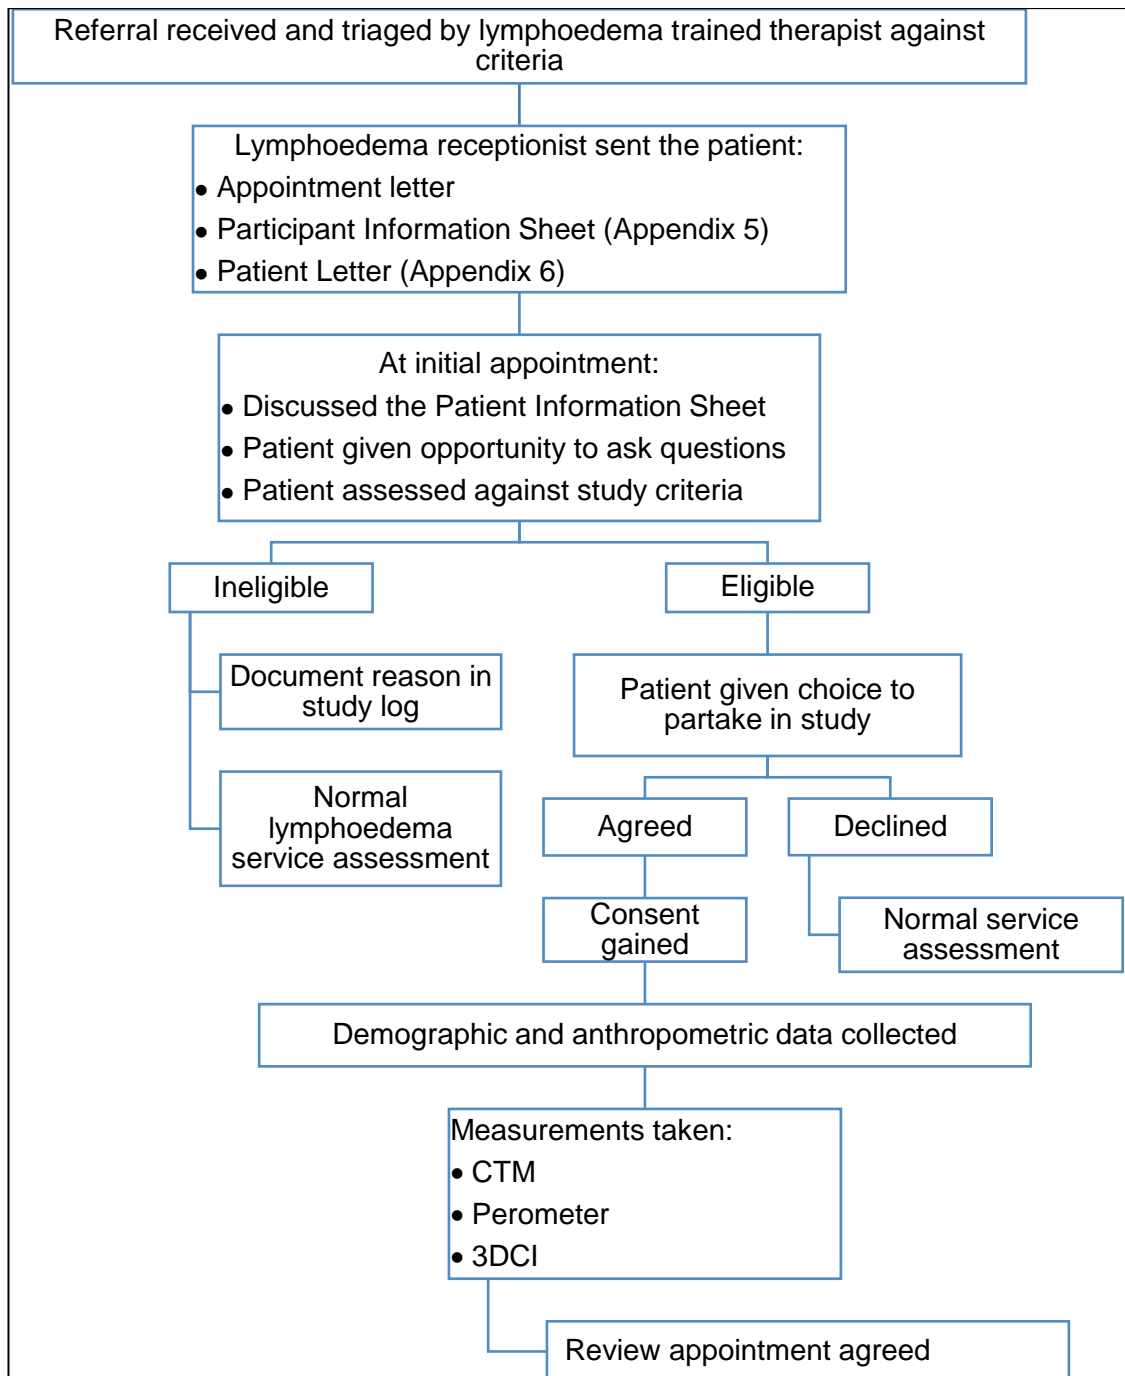 Referral received and triaged by lymphoedema trained therapist against
criteria
Lymphoedema receptionist sent the patient:
• Appointment letter
• Participant Information Sheet (Appendix 5)
• Patient Letter (Appendix 6)
At initial appointment:
• Discussed the Patient Information Sheet
• Patient given opportunity to ask questions
• Patient assessed against study criteria
Ineligible
Eligible
Document reason in
study log
Normal
lymphoedema
service assessment
Patient given choice to
partake in study
Agreed
Declined
Consent
gained
Normal service
assessment
Demographic and anthropometric data collected
Measurements taken:
• CTM
• Perometer
• 3DCI
Review appointment agreed